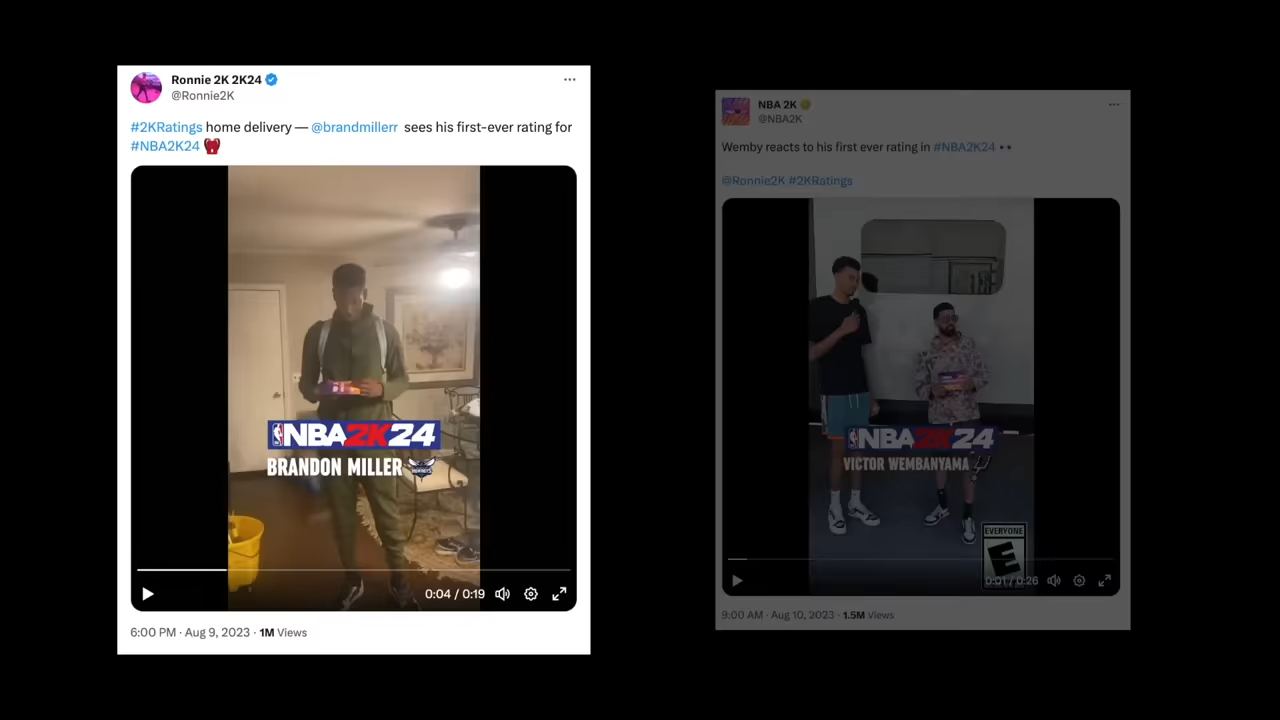 Ronnie 2K 2K24
@Ronnie2K
#2KRatings home delivery — @brandmillerr sees his first-ever rating for
#NBA2K24
NBA2K24
BRANDON MILLER
0:04 / 0:19
6:00 PM · Aug 9, 2023 · 1M Views
NBA 2K
@NBA2K
Wemby reacts to his first ever rating in #NBA2K24
@Ronnie2K #2KRatings
NBA2K24
VICTOR WEMBANYAMA
EVERYONE
E
0:01 / 0:26
9:00 AM · Aug 10, 2023 · 1.5M Views